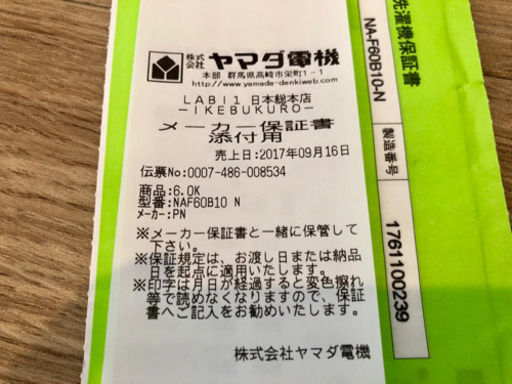 株式会社 ヤマダ電機
本部 群馬県高崎市栄町1-1
http://www.yamada-denkiweb.com
LABI1 日本総本店
－IKEBUKURO－
メーカー保証書
添付用
売上日:2017年09月16日
伝票No:0007-486-008534
商品:6.0K
型番:NAF60B10 N
メーカー:PN
※メーカー保証書と一緒に保管して
下さい。
※保証規定は、お渡し日または納品
日を起点に適用いたします。
※印字は月日が経過すると変色擦れ
等で読めなくなりますので、保証
書へご記入をお勧めいたします。
株式会社ヤマダ電機
洗濯機保証書
NA-F60B10-N
製造番号
1761100239